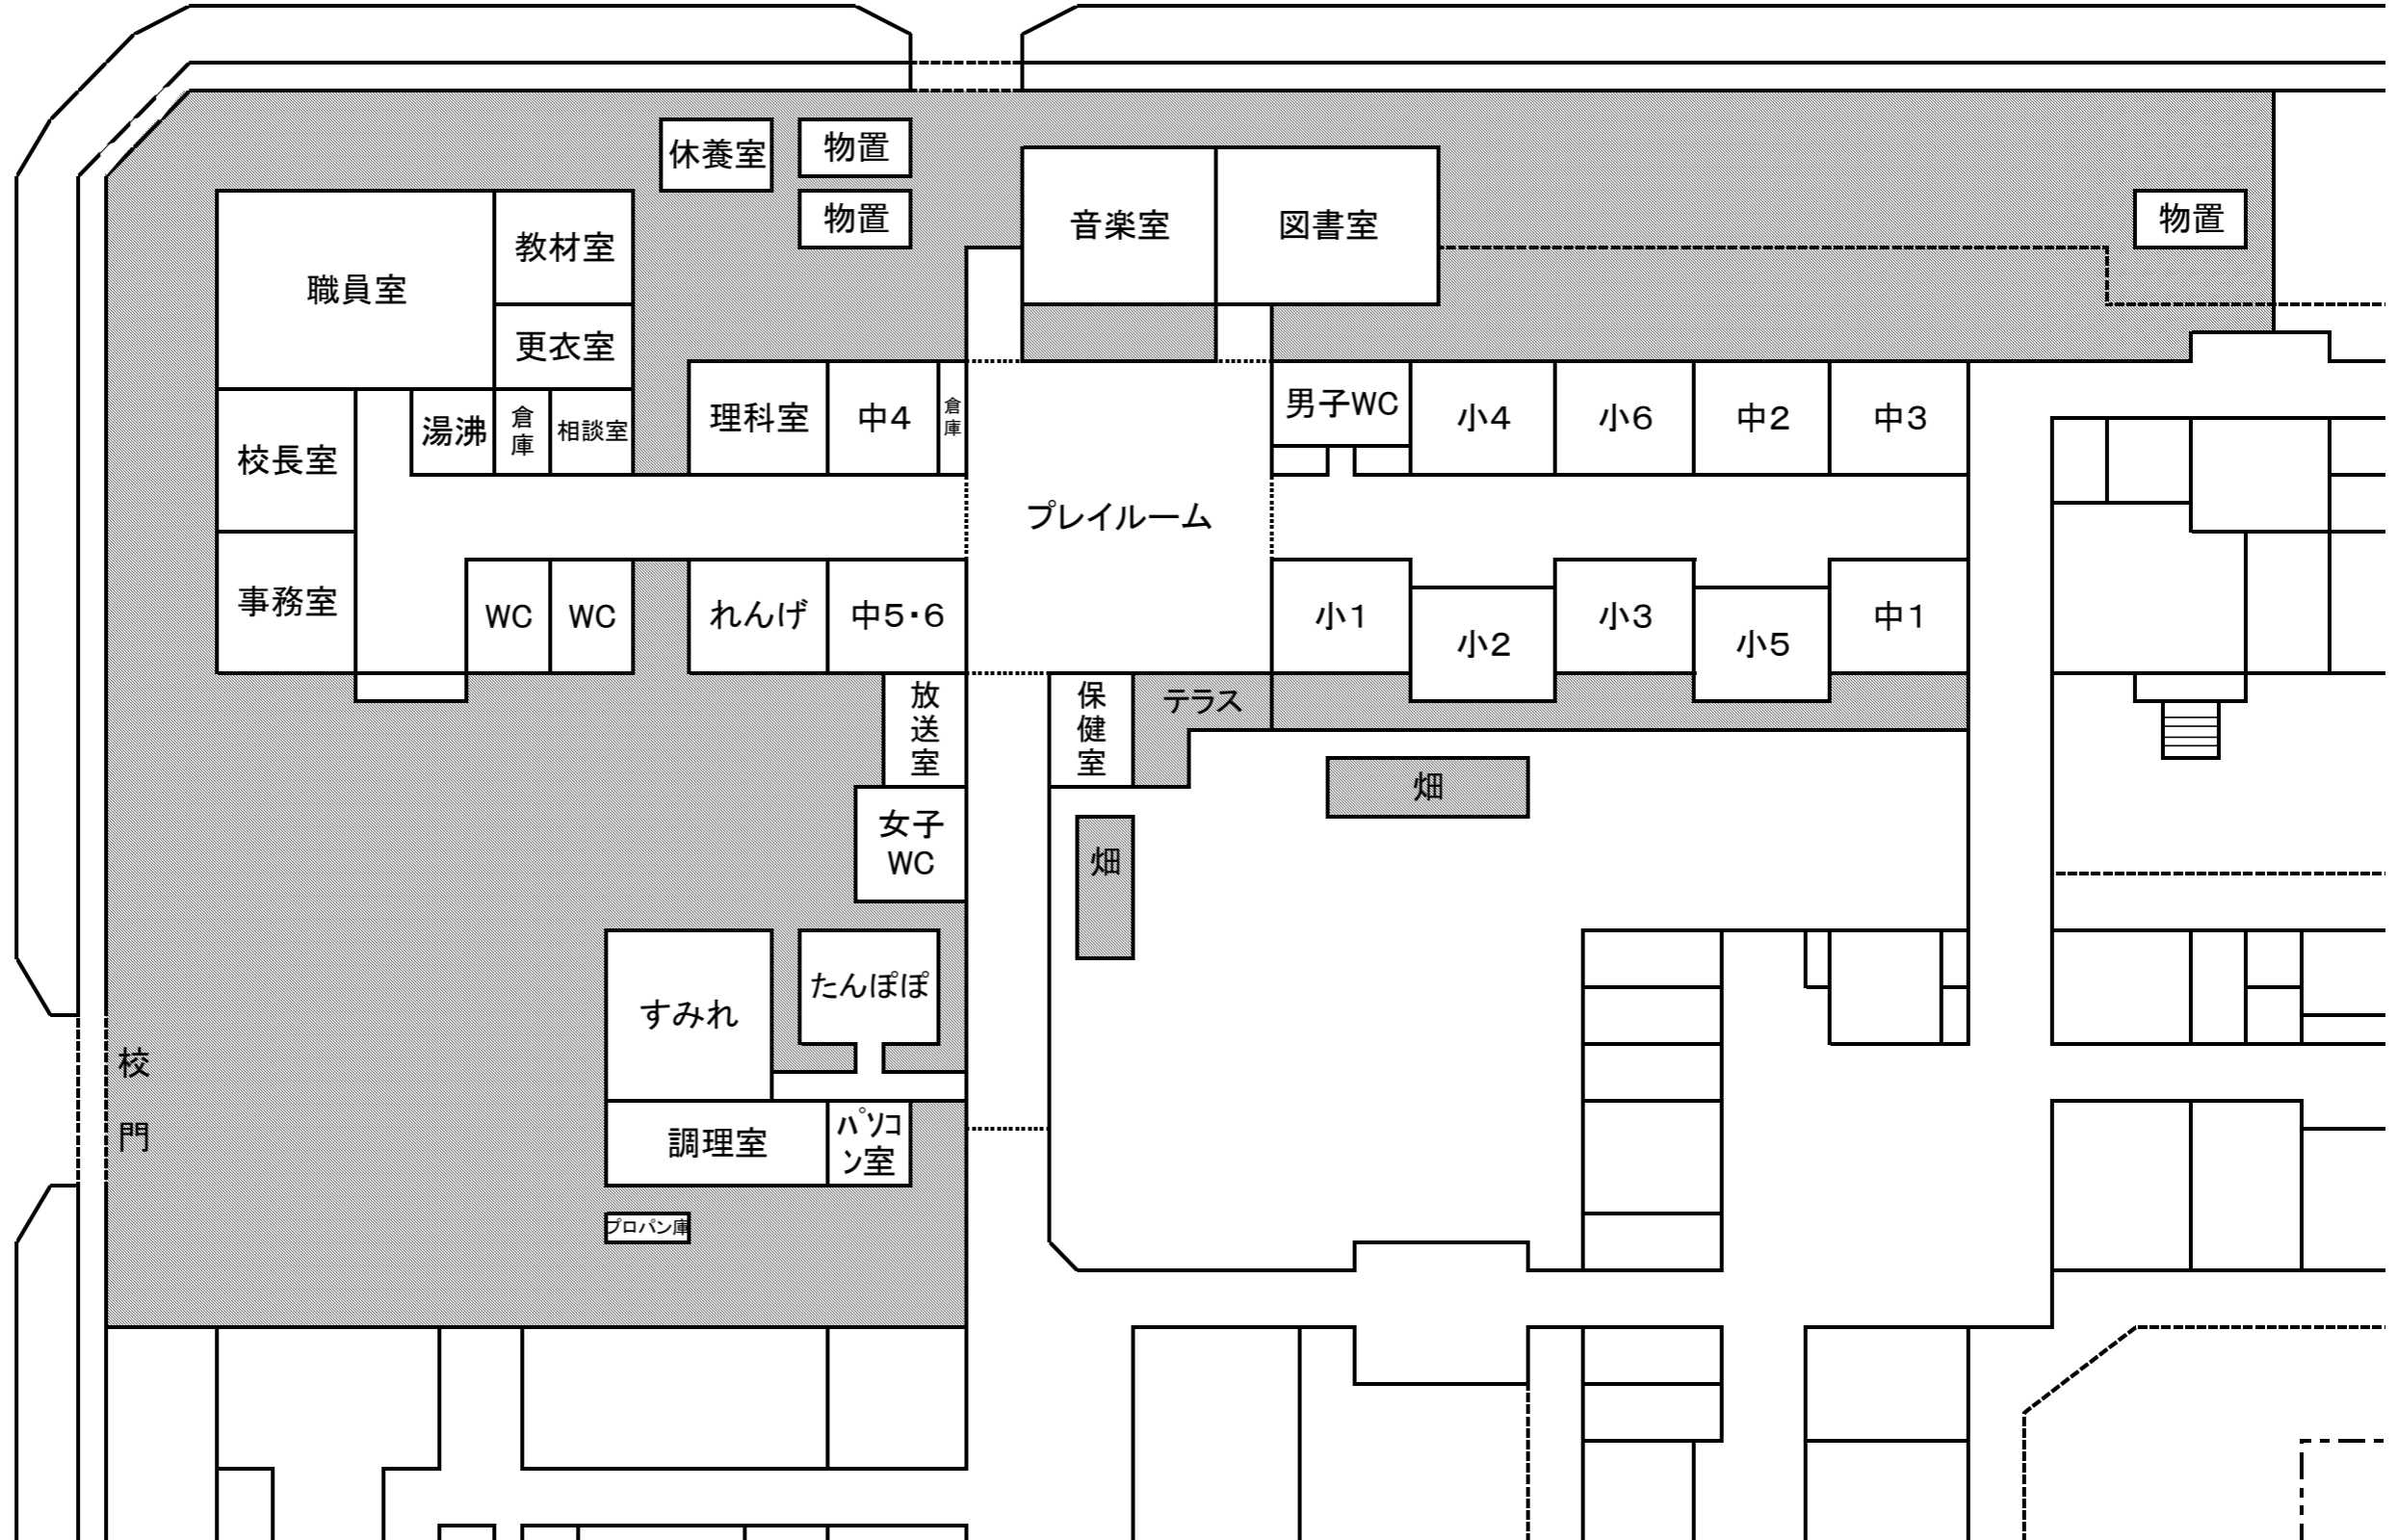 休養室
物置
物置
音楽室
図書室
物置
職員室
教材室
更衣室
校長室
湯沸
倉
庫
相談室
理科室
中4
倉
庫
男子WC
小4
小6
中2
中3
プレイルーム
事務室
WC
WC
れんげ
中5・6
小1
小2
小3
小5
中1
放
送
室
保
健
室
テラス
畑
女子
WC
畑
すみれ
たんぽぽ
校
門
調理室
パソコ
ン室
プロパン庫